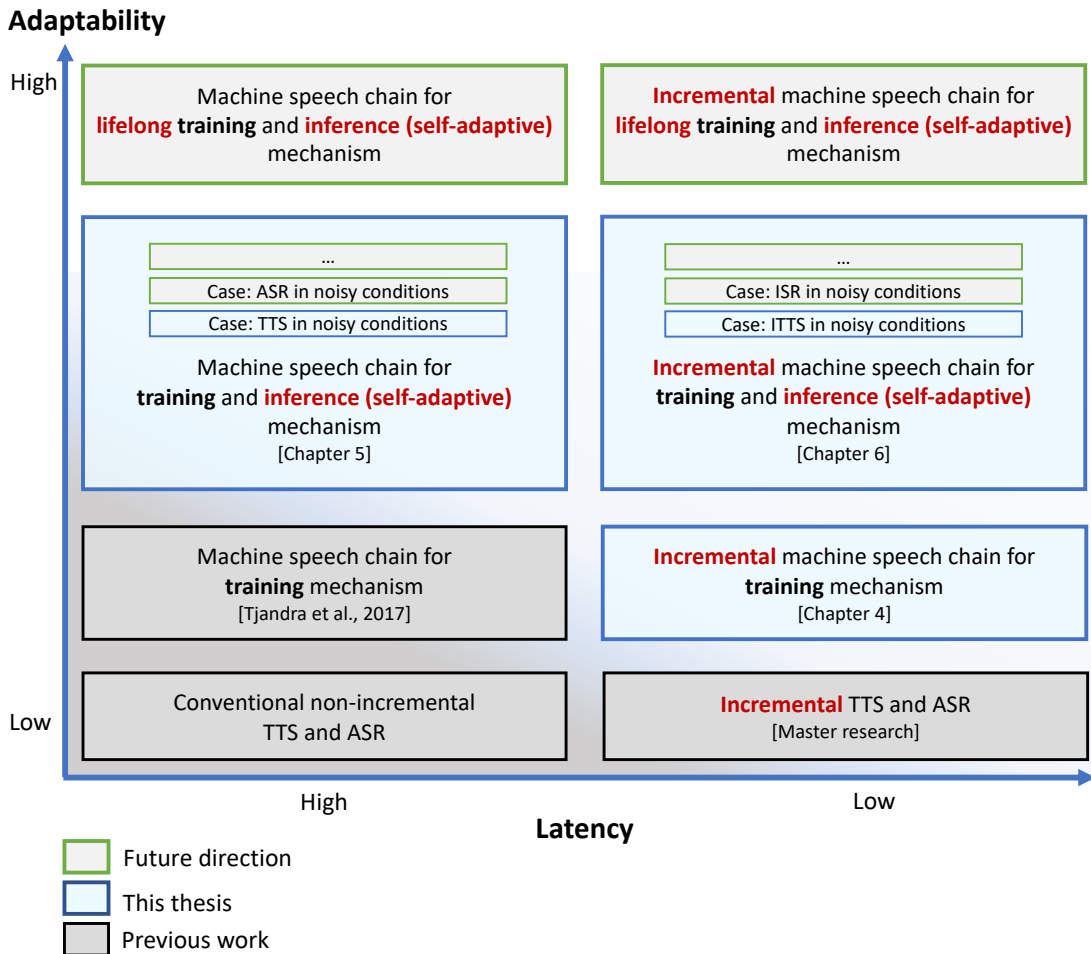 Adaptability
High
Machine speech chain for
lifelong training and inference (self-adaptive)
mechanism
Incremental machine speech chain for
lifelong training and inference (self-adaptive)
mechanism
...
Case: ASR in noisy conditions
Case: TTS in noisy conditions
Machine speech chain for
training and inference (self-adaptive)
mechanism
[Chapter 5]
...
Case: ISR in noisy conditions
Case: ITTS in noisy conditions
Incremental machine speech chain for
training and inference (self-adaptive)
mechanism
[Chapter 6]
Machine speech chain for
training mechanism
[Tjandra et al., 2017]
Incremental machine speech chain for
training mechanism
[Chapter 4]
Low
Conventional non-incremental
TTS and ASR
Incremental TTS and ASR
[Master research]
High
Low
Latency
Future direction
This thesis
Previous work